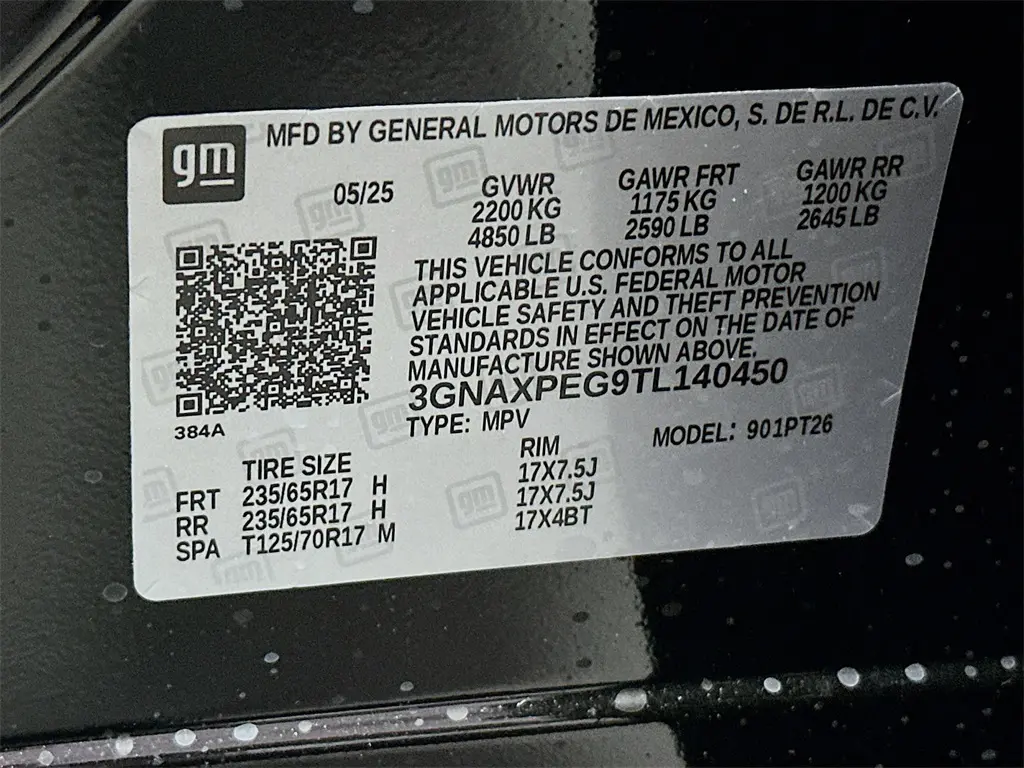 gm MFD BY GENERAL MOTORS DE MEXICO, S. DE R.L. DE C.V.
05/25 GVWR GAWR FRT GAWR RR
2200 KG 1175 KG 1200 KG
4850 LB 2590 LB 2645 LB
THIS VEHICLE CONFORMS TO ALL
APPLICABLE U.S. FEDERAL MOTOR
VEHICLE SAFETY AND THEFT PREVENTION
STANDARDS IN EFFECT ON THE DATE OF
MANUFACTURE SHOWN ABOVE.
3GNAXPEG9TL140450
384A TYPE: MPV MODEL: 901PT26
TIRE SIZE RIM
FRT 235/65R17 H 17X7.5J
RR 235/65R17 H 17X7.5J
SPA T125/70R17 M 17X4BT